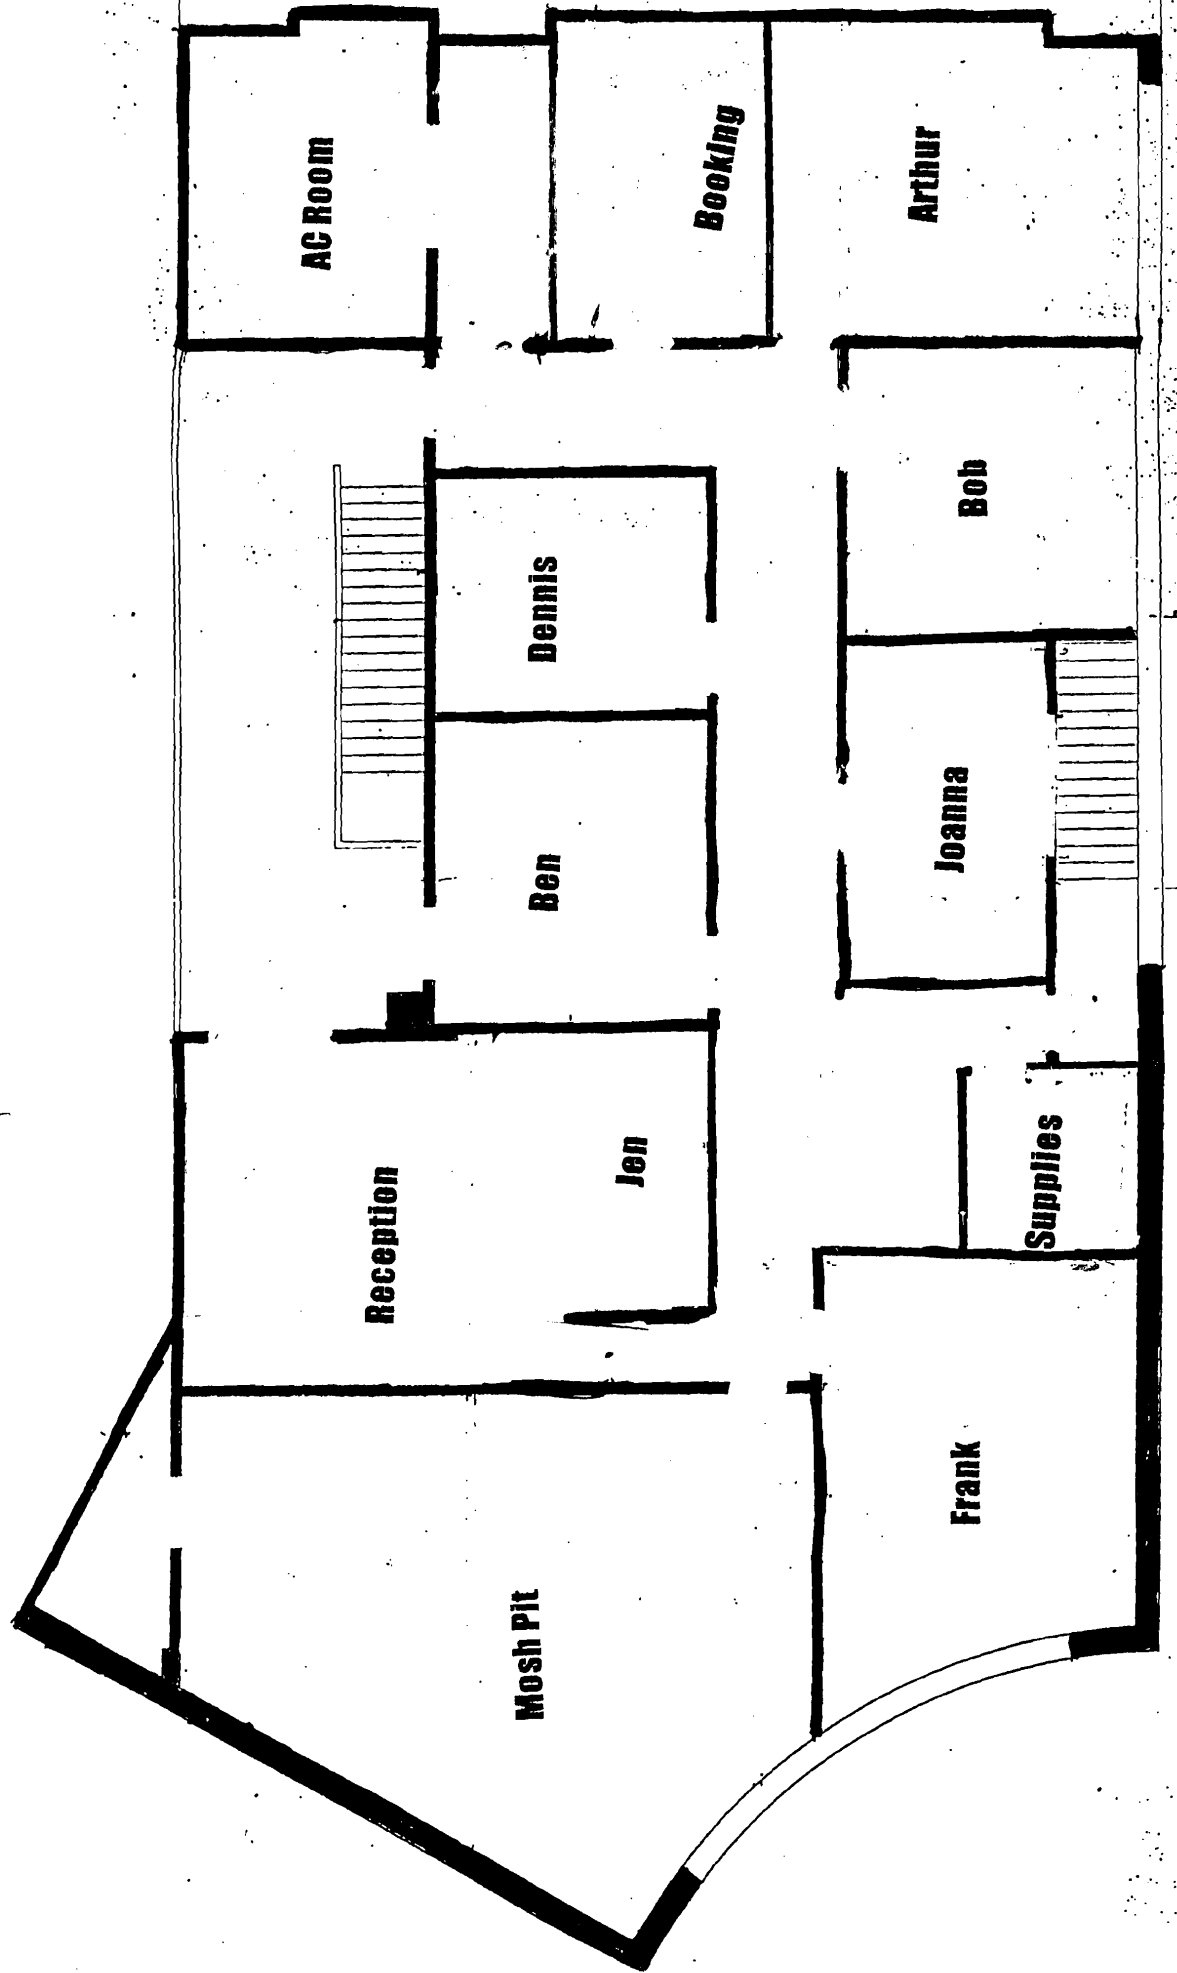 AC Room
Booking
Arthur
Bob
Dennis
Joanna
Ben
Supplies
Jen
Reception
Frank
Mosh Pit